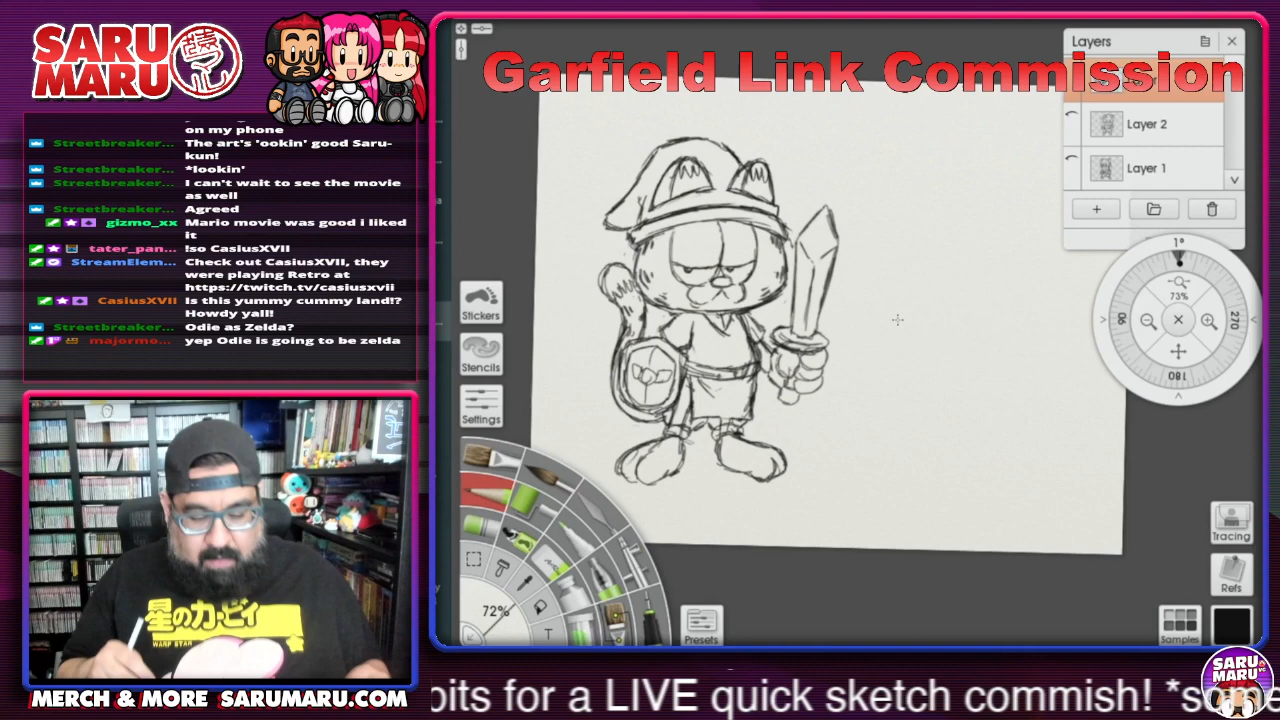 SARU
MARU
on my phone
Streetbreaker... The art's 'ookin' good Saru-
kun!
Streetbreaker... *lookin'
Streetbreaker... I can't wait to see the movie
as well
Streetbreaker... Agreed
gizmo_xx Mario movie was good i liked
it
tater_pan... !so CasiusXVII
StreamElem... Check out CasiusXVII, they
were playing Retro at
https://twitch.tv/casiusxvii
CasiusXVII Is this yummy cummy land!?
Howdy yall!
Streetbreaker... Odie as Zelda?
majormo... yep Odie is going to be zelda
星のカービィ
WARP STAR
MERCH & MORE SARUMARU.COM
Garfield Link Commission
Layers
Layer 2
Layer 1
1°
73%
90
270
180
Stickers
Stencils
Settings
72%
T
Presets
Tracing
Refs
Samples
bits for a LIVE quick sketch commish!
SARU
MARU